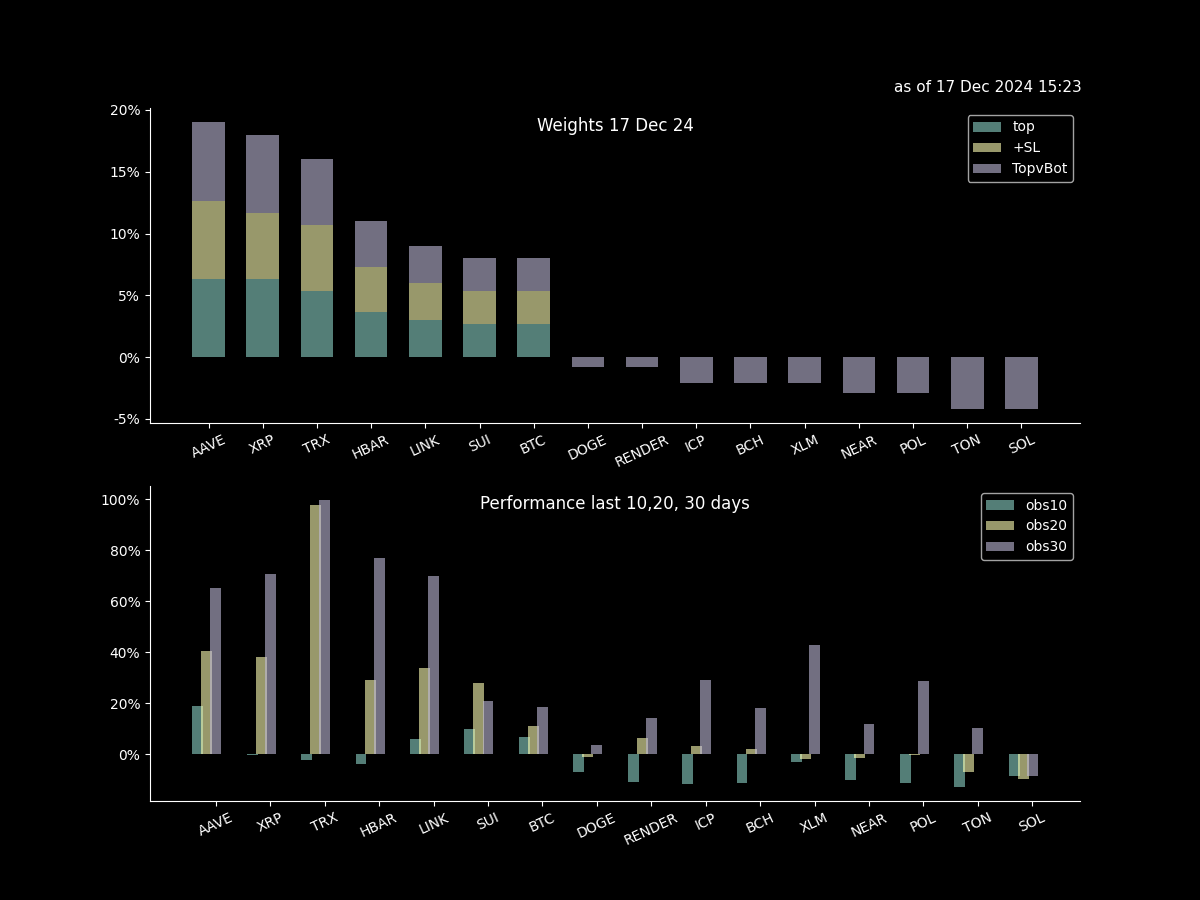 as of 17 Dec 2024 15:23
Weights 17 Dec 24
top
+SL
TopvBot
20%
15%
10%
5%
0%
-5%
AAVE XRP TRX HBAR LINK SUI BTC DOGE RENDER ICP BCH XLM NEAR POL TON SOL
Performance last 10,20, 30 days
obs10
obs20
obs30
100%
80%
60%
40%
20%
0%
AAVE XRP TRX HBAR LINK SUI BTC DOGE RENDER ICP BCH XLM NEAR POL TON SOL